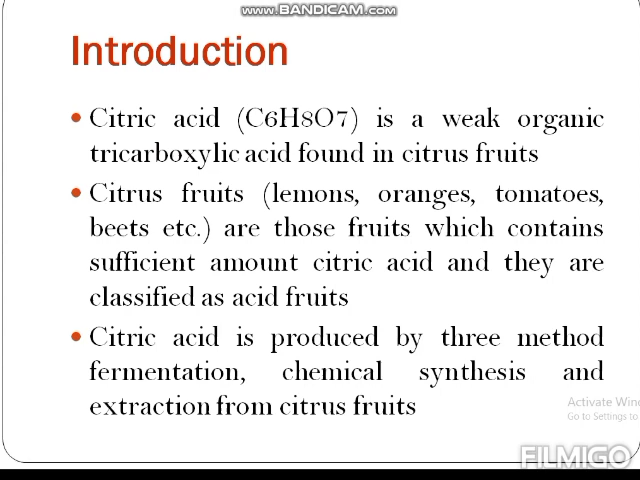 www.BANDICAM.com
Introduction
• Citric acid (C6H8O7) is a weak organic
tricarboxylic acid found in citrus fruits
• Citrus fruits (lemons, oranges, tomatoes,
beets etc.) are those fruits which contains
sufficient amount citric acid and they are
classified as acid fruits
• Citric acid is produced by three method
fermentation, chemical synthesis and
extraction from citrus fruits
Activate Win
Go to Settings to
FILMIGO